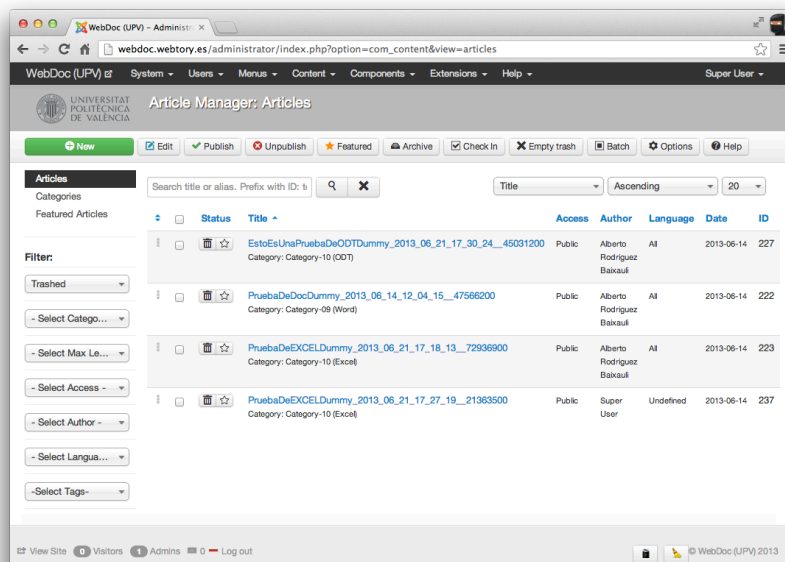 WebDoc (UPV) – Administra
webdoc.webtory.es/administrator/index.php?option=com_content&view=articles
WebDoc (UPV) System Users Menus Content Components Extensions Help Super User
UNIVERSITAT
POLITÈCNICA
DE VALÈNCIA
Article Manager: Articles
New Edit Publish Unpublish Featured Archive Check In Empty trash Batch Options Help
Articles
Categories
Featured Articles
Filter:
Trashed
- Select Catego...
- Select Max Le...
- Select Access -
- Select Author -
- Select Langua...
-Select Tags-
Search title or alias. Prefix with ID: t Title Ascending 20
Status Title Access Author Language Date ID
EstoEsUnaPruebaDeODTDummy_2013_06_21_17_30_24__45031200 Public Alberto All 2013-06-14 227
Category: Category-10 (ODT) Rodriguez
Baixauli
PruebaDeDocDummy_2013_06_14_12_04_15__47566200 Public Alberto All 2013-06-14 222
Category: Category-09 (Word) Rodriguez
Baixauli
PruebaDeEXCELDummy_2013_06_21_17_18_13__72936900 Public Alberto All 2013-06-14 223
Category: Category-10 (Excel) Rodriguez
Baixauli
PruebaDeEXCELDummy_2013_06_21_17_27_19__21363500 Public Super Undefined 2013-06-14 237
Category: Category-10 (Excel) User
View Site 0 Visitors 1 Admins 0 Log out © WebDoc (UPV) 2013